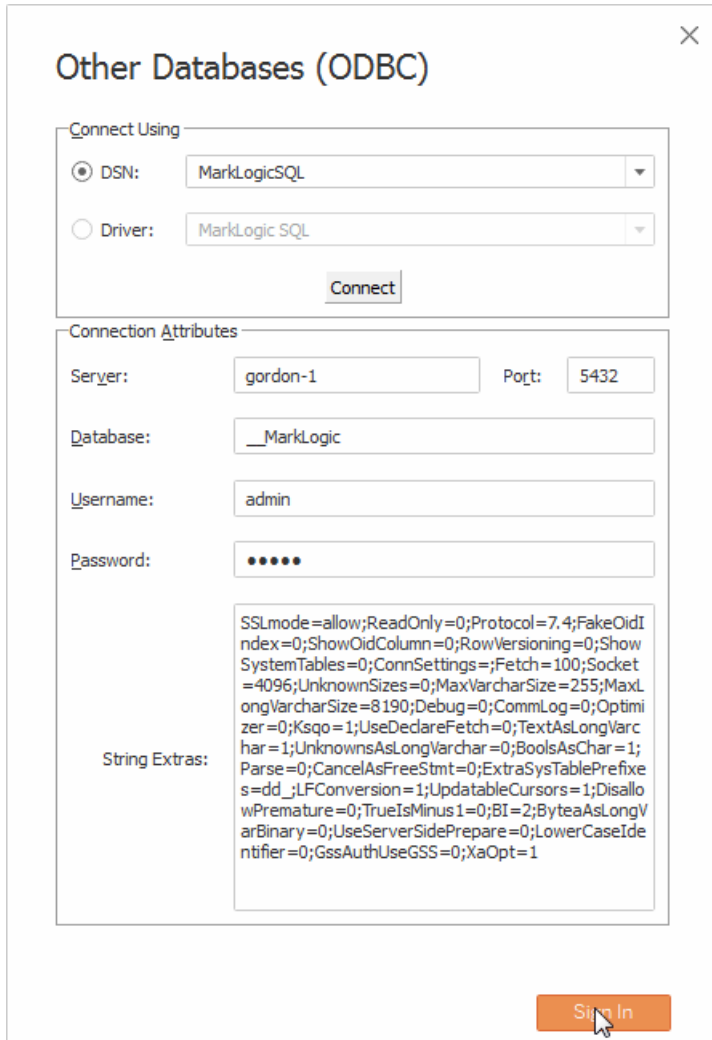 Other Databases (ODBC)
Connect Using
DSN: MarkLogicSQL
Driver: MarkLogic SQL
Connect
Connection Attributes
Server: gordon-1 Port: 5432
Database: __MarkLogic
Username: admin
Password: •••••
String Extras:
SSLmode=allow;ReadOnly=0;Protocol=7.4;FakeOidI
ndex=0;ShowOidColumn=0;RowVersioning=0;Show
SystemTables=0;ConnSettings=;Fetch=100;Socket
=4096;UnknownSizes=0;MaxVarcharSize=255;MaxL
ongVarcharSize=8190;Debug=0;CommLog=0;Optimi
zer=0;Ksqo=1;UseDeclareFetch=0;TextAsLongVarc
har=1;UnknownsAsLongVarchar=0;BoolsAsChar=1;
Parse=0;CancelAsFreeStmt=0;ExtraSysTablePrefixe
s=dd_;LFConversion=1;UpdatableCursors=1;Disallo
wPremature=0;TrueIsMinus1=0;BI=2;ByteaAsLongV
arBinary=0;UseServerSidePrepare=0;LowerCaseIde
ntifier=0;GssAuthUseGSS=0;XaOpt=1
Sign In